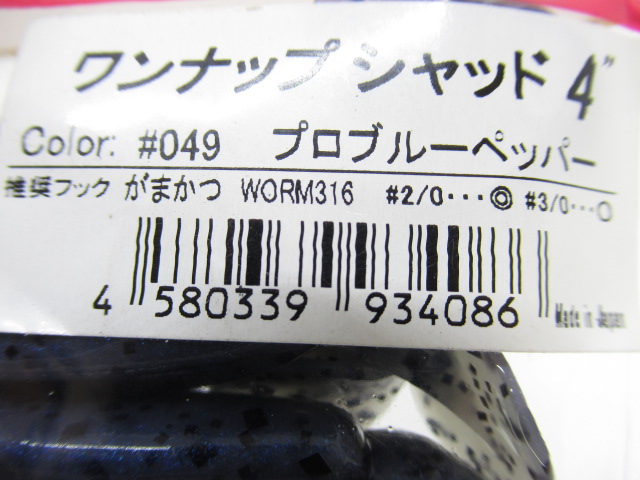 ワンナップ シャッド 4"
Color: #049 プロブルーペッパー
推奨フック がまかつ WORM316 #2/0…◎ #3/0…○
4 580339 934086
Made in Japan